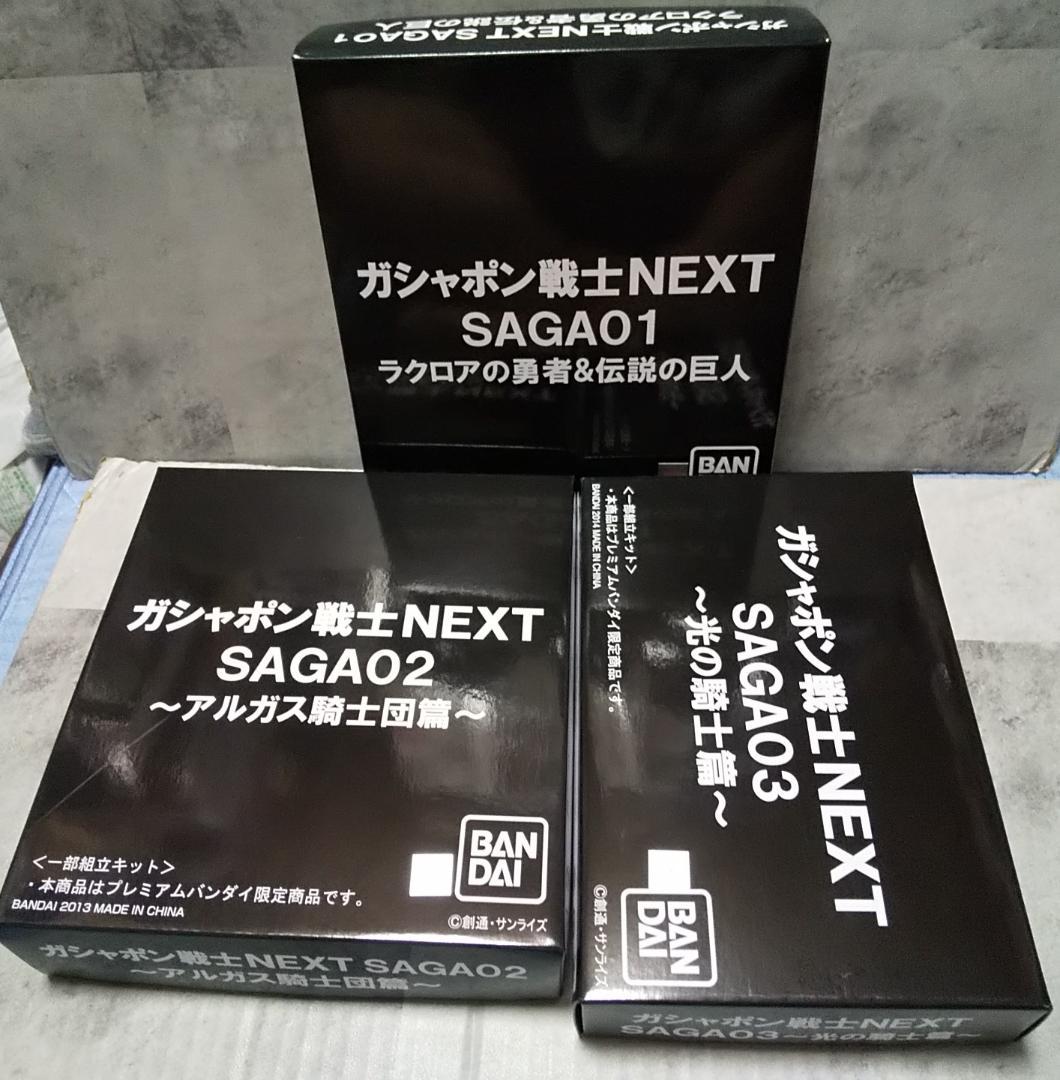 ガシャポン戦士NEXT SAGA01
ラクロアの勇者&伝説の巨人
ガシャポン戦士NEXT
SAGA01
ラクロアの勇者&伝説の巨人
BAN
ガシャポン戦士NEXT
SAGA02
～アルガス騎士団篇～
<一部組立キット>
・本商品はプレミアムバンダイ限定商品です。
BANDAI 2013 MADE IN CHINA
BAN
DAI
©創通・サンライズ
ガシャポン戦士NEXT SAGA02
～アルガス騎士団篇～
ガシャポン戦士NEXT
SAGA03
～光の騎士篇～
<一部組立キット>
・本商品はプレミアムバンダイ限定商品です。
BANDAI 2014 MADE IN CHINA
BAN
DAI
©創通・サンライズ
ガシャポン戦士NEXT
SAGA03～光の騎士篇～